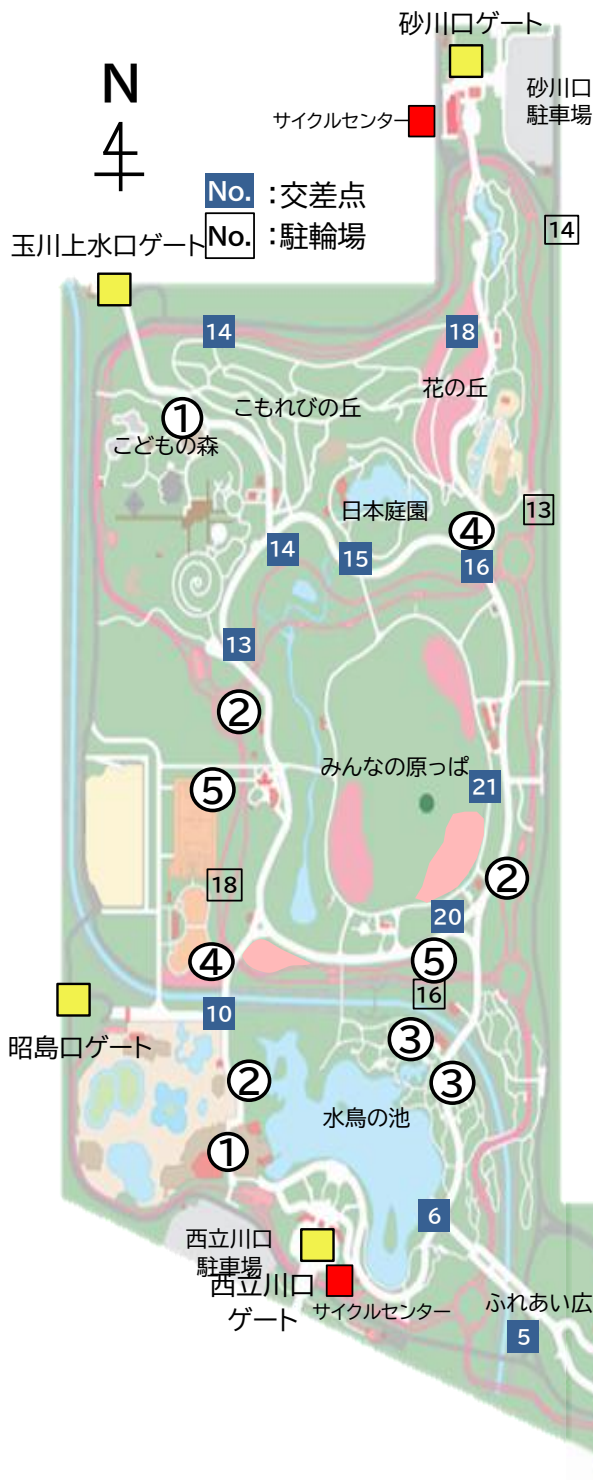 砂川口ゲート
N
砂川口
駐車場
サイクルセンター
No. :交差点
No. :駐輪場
14
玉川上水口ゲート
14
18
花の丘
①
こもれびの丘
こどもの森
日本庭園
13
④
14
15
16
13
②
みんなの原っぱ
⑤
21
②
18
20
④
⑤
16
10
昭島口ゲート
③
②
③
水鳥の池
①
6
西立川口
駐車場
西立川口
ゲート
サイクルセンター
ふれあい広
5